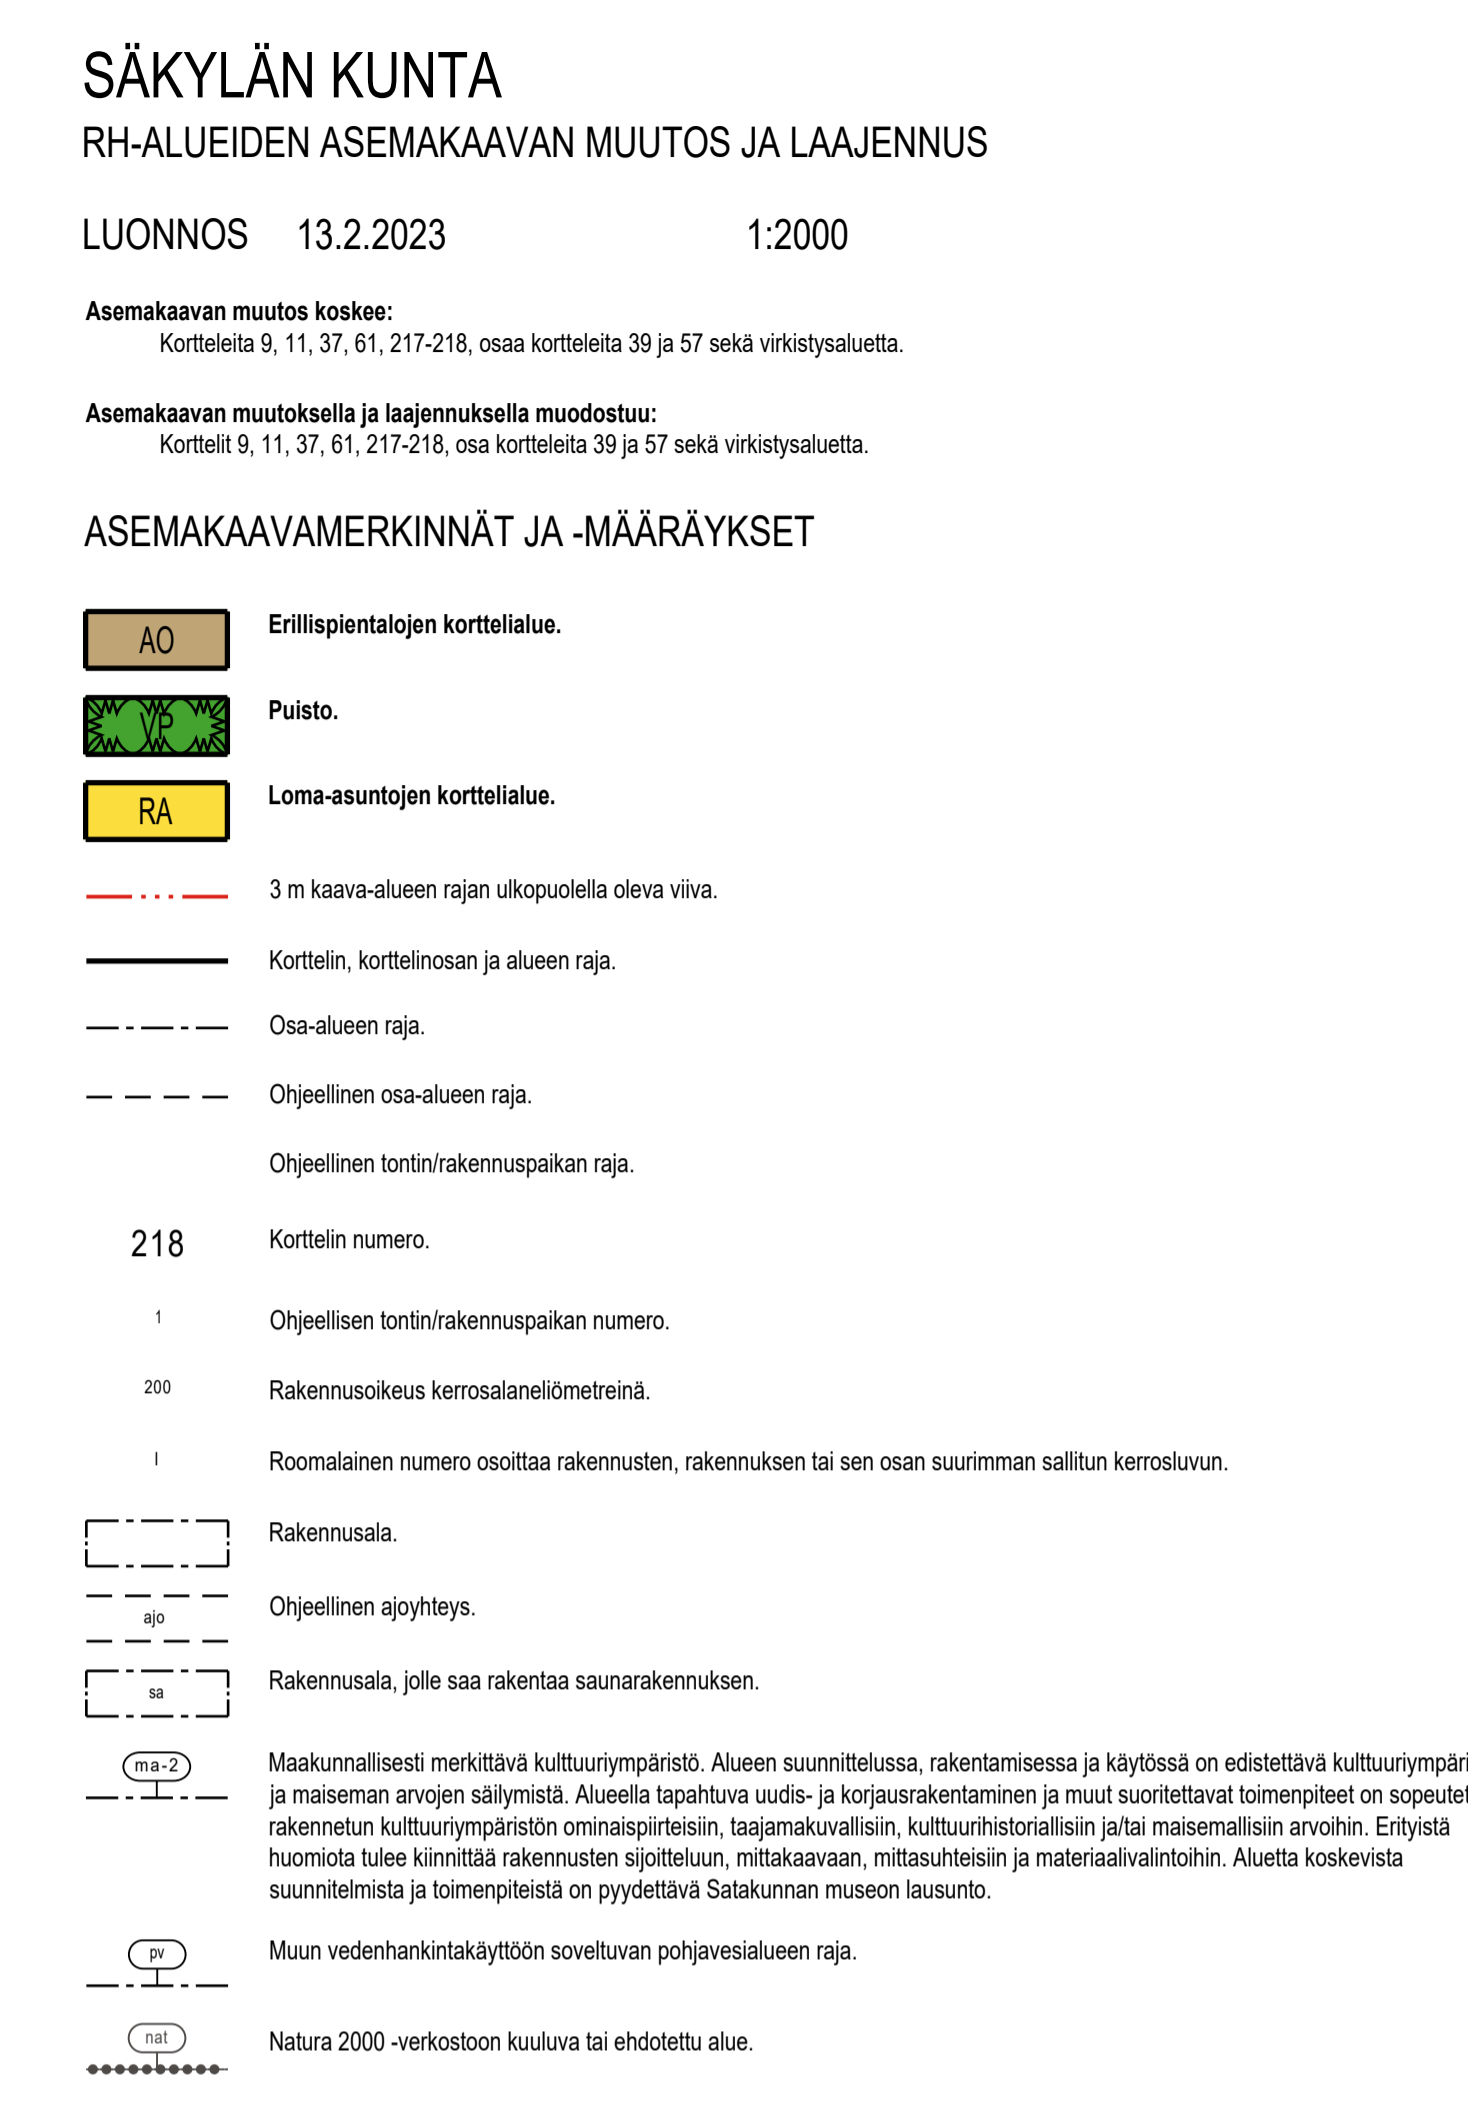 SÄKYLÄN KUNTA
RH-ALUEIDEN ASEMAKAAVAN MUUTOS JA LAAJENNUS
LUONNOS 13.2.2023 1:2000
Asemakaavan muutos koskee:
Kortteleita 9, 11, 37, 61, 217-218, osaa kortteleita 39 ja 57 sekä virkistysaluetta.
Asemakaavan muutoksella ja laajennuksella muodostuu:
Korttelit 9, 11, 37, 61, 217-218, osa kortteleita 39 ja 57 sekä virkistysaluetta.
ASEMAKAAVAMERKINNÄT JA -MÄÄRÄYKSET
AO Erillispientalojen korttelialue.
VP Puisto.
RA Loma-asuntojen korttelialue.
3 m kaava-alueen rajan ulkopuolella oleva viiva.
Korttelin, korttelinosan ja alueen raja.
Osa-alueen raja.
Ohjeellinen osa-alueen raja.
Ohjeellinen tontin/rakennuspaikan raja.
218 Korttelin numero.
1 Ohjeellisen tontin/rakennuspaikan numero.
200 Rakennusoikeus kerrosalaneliömetreinä.
I Roomalainen numero osoittaa rakennusten, rakennuksen tai sen osan suurimman sallitun kerrosluvun.
Rakennusala.
ajo Ohjeellinen ajoyhteys.
sa Rakennusala, jolle saa rakentaa saunarakennuksen.
ma-2 Maakunnallisesti merkittävä kulttuuriympäristö. Alueen suunnittelussa, rakentamisessa ja käytössä on edistettävä
ja maiseman arvojen säilymistä. Alueella tapahtuva uudis- ja korjausrakentaminen ja muut suoritettavat toimenpiteet on
rakennetun kulttuuriympäristön ominaispiirteisiin, taajamakuvallisiin, kulttuurihistoriallisiin ja/tai maisemallisiin arvoihin. Erityistä
huomiota tulee kiinnittää rakennusten sijoitteluun, mittakaavaan, mittasuhteisiin ja materiaalivalintoihin. Aluetta koskevista
suunnitelmista ja toimenpiteistä on pyydettävä Satakunnan museon lausunto.
pv Muun vedenhankintakäyttöön soveltuvan pohjavesialueen raja.
nat Natura 2000 -verkostoon kuuluva tai ehdotettu alue.